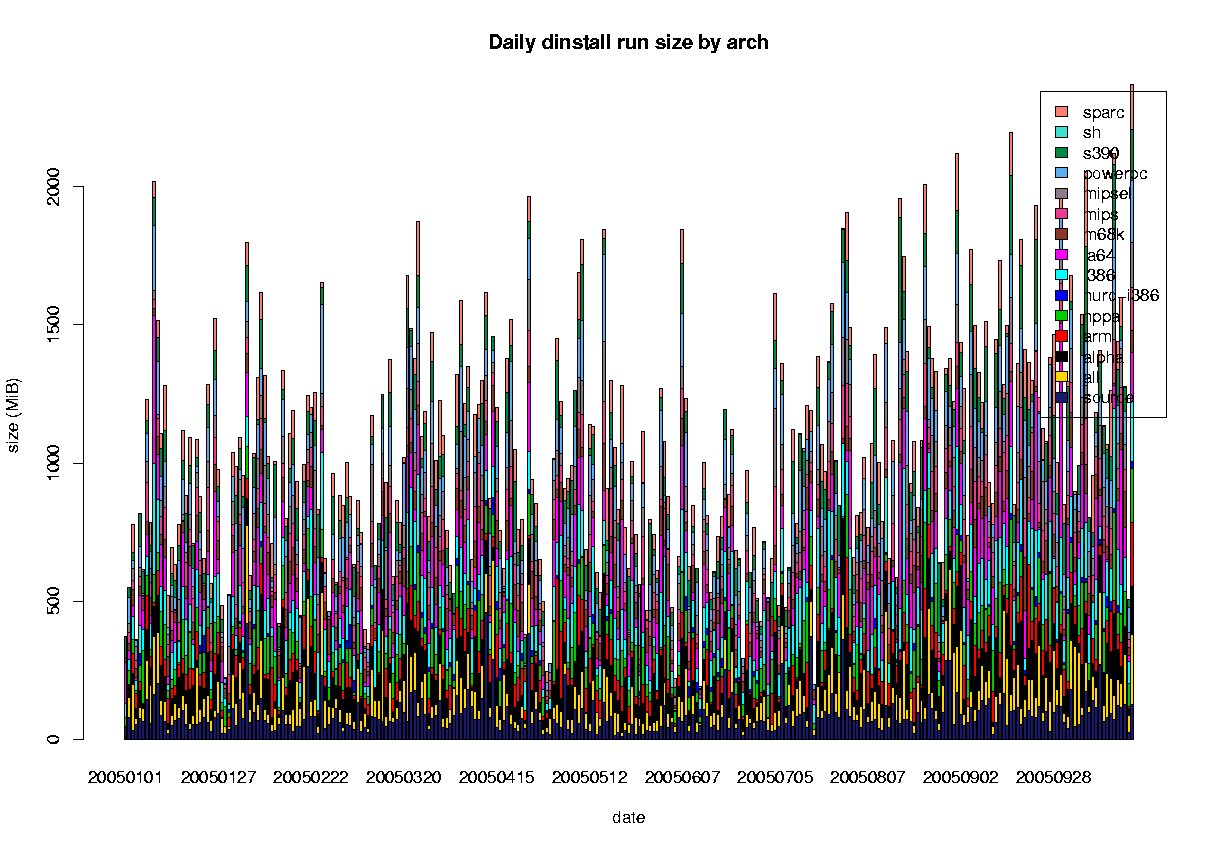 Daily dinstall run size by arch
sparc
sh
s390
powerpc
mipsel
mips
m68k
ia64
i386
hurd-i386
hppa
arm
alpha
all
source
2000
1500
1000
500
0
size (MiB)
20050101 20050127 20050222 20050320 20050415 20050512 20050607 20050705 20050807 20050902 20050928
date